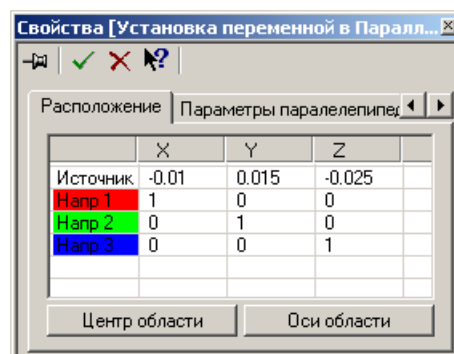 Свойства [Установка переменной в Паралл...
Расположение Параметры паралелепипед
X Y Z
Источник -0.01 0.015 -0.025
Напр 1 1 0 0
Напр 2 0 1 0
Напр 3 0 0 1
Центр области Оси области